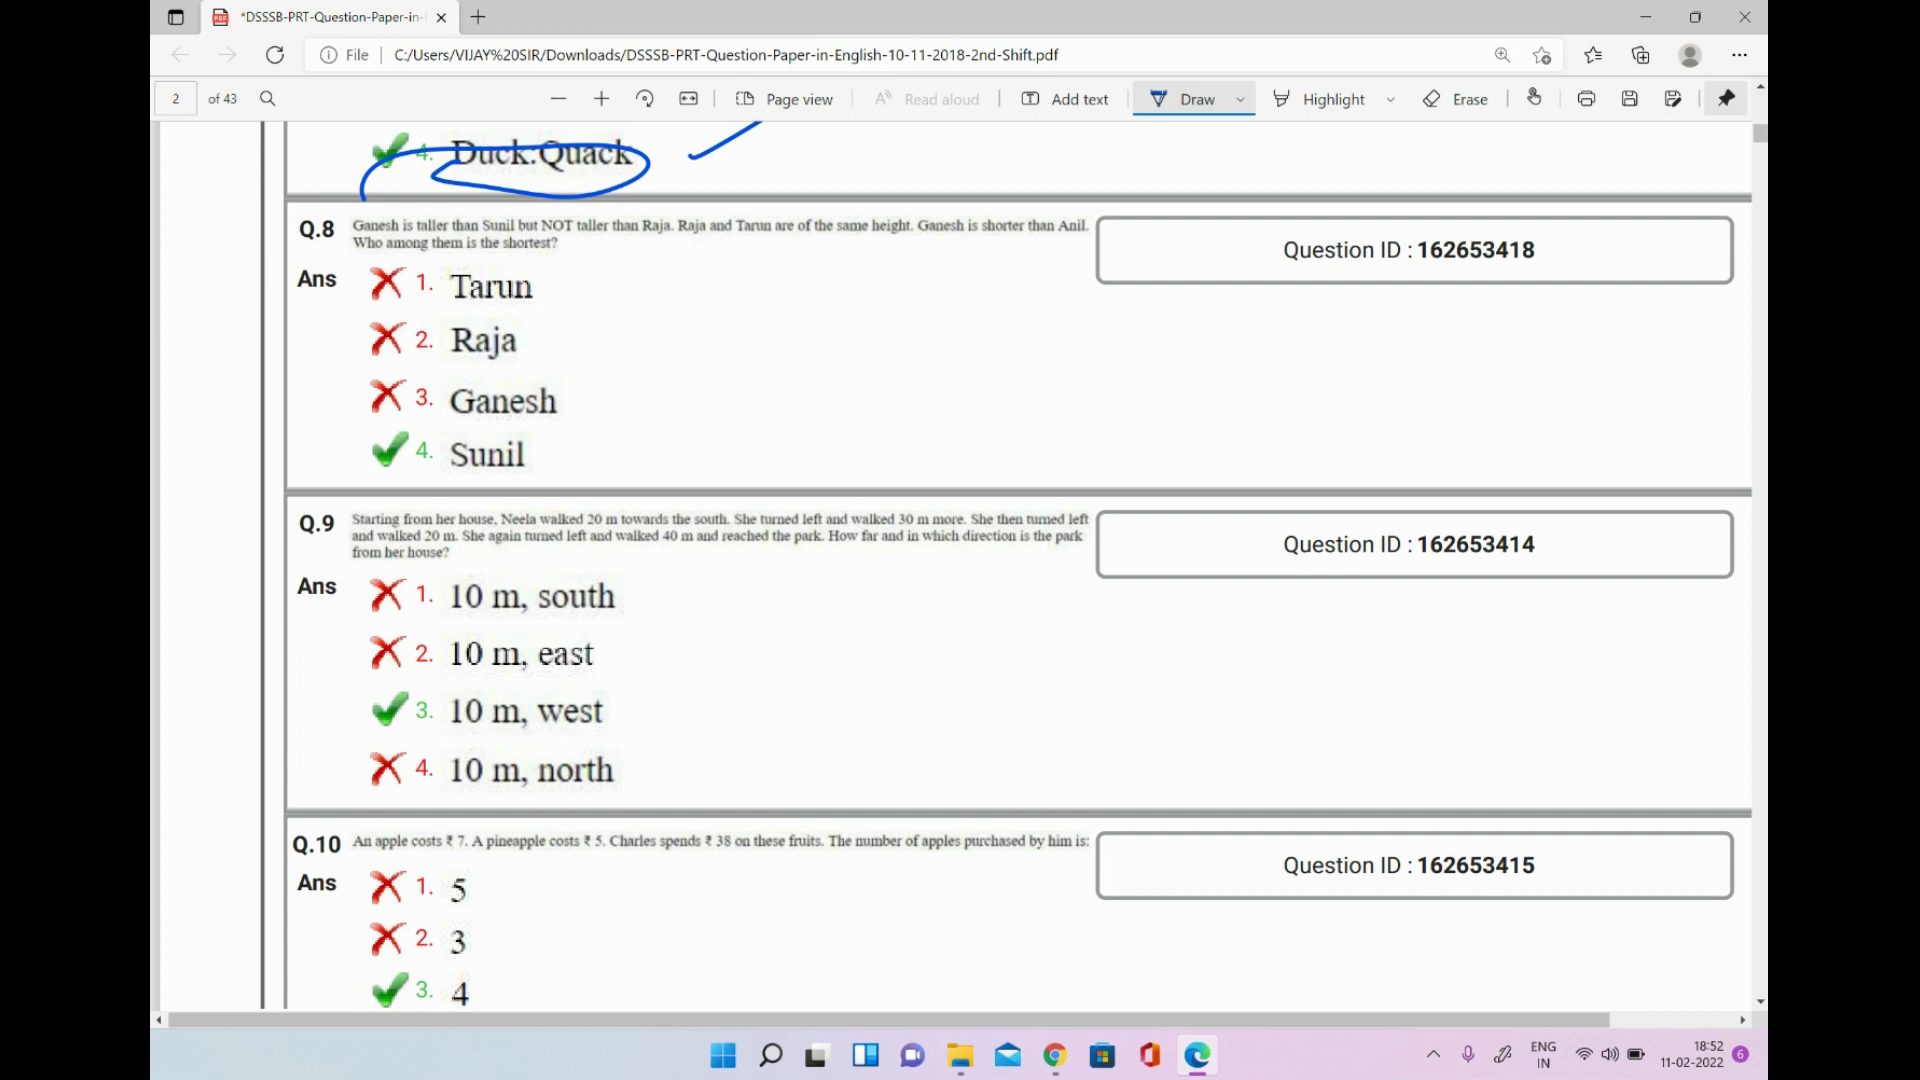 *DSSSB-PRT-Question-Paper-in-
File
C:/Users/VIJAY%20SIR/Downloads/DSSSB-PRT-Question-Paper-in-English-10-11-2018-2nd-Shift.pdf
2 of 43
Page view
Read aloud
Add text
Draw
Highlight
Erase
4. Duck:Quack
Q.8 Ganesh is taller than Sunil but NOT taller than Raja. Raja and Tarun are of the same height. Ganesh is shorter than Anil.
Who among them is the shortest?
Question ID : 162653418
Ans
1. Tarun
2. Raja
3. Ganesh
4. Sunil
Q.9 Starting from her house, Neela walked 20 m towards the south. She turned left and walked 30 m more. She then turned left
and walked 20 m. She again turned left and walked 40 m and reached the park. How far and in which direction is the park
from her house?
Question ID : 162653414
Ans
1. 10 m, south
2. 10 m, east
3. 10 m, west
4. 10 m, north
Q.10 An apple costs ₹ 7. A pineapple costs ₹ 5. Charles spends ₹ 38 on these fruits. The number of apples purchased by him is:
Question ID : 162653415
Ans
1. 5
2. 3
3. 4
ENG
IN
18:52
11-02-2022
6